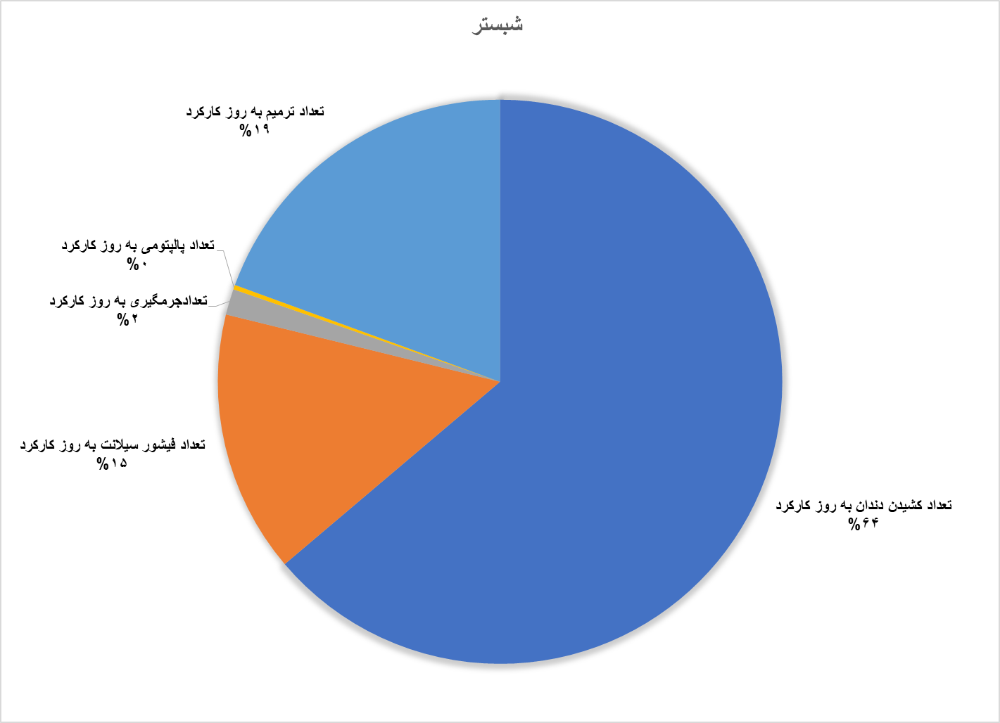 شبستر
تعداد ترمیم به روز کارکرد
%۱۹
تعداد پالپتومی به روز کارکرد
%۰
تعدادجرمگیری به روز کارکرد
%۲
تعداد فیشور سیلانت به روز کارکرد
%۱۵
تعداد کشیدن دندان به روز کارکرد
%۶۴